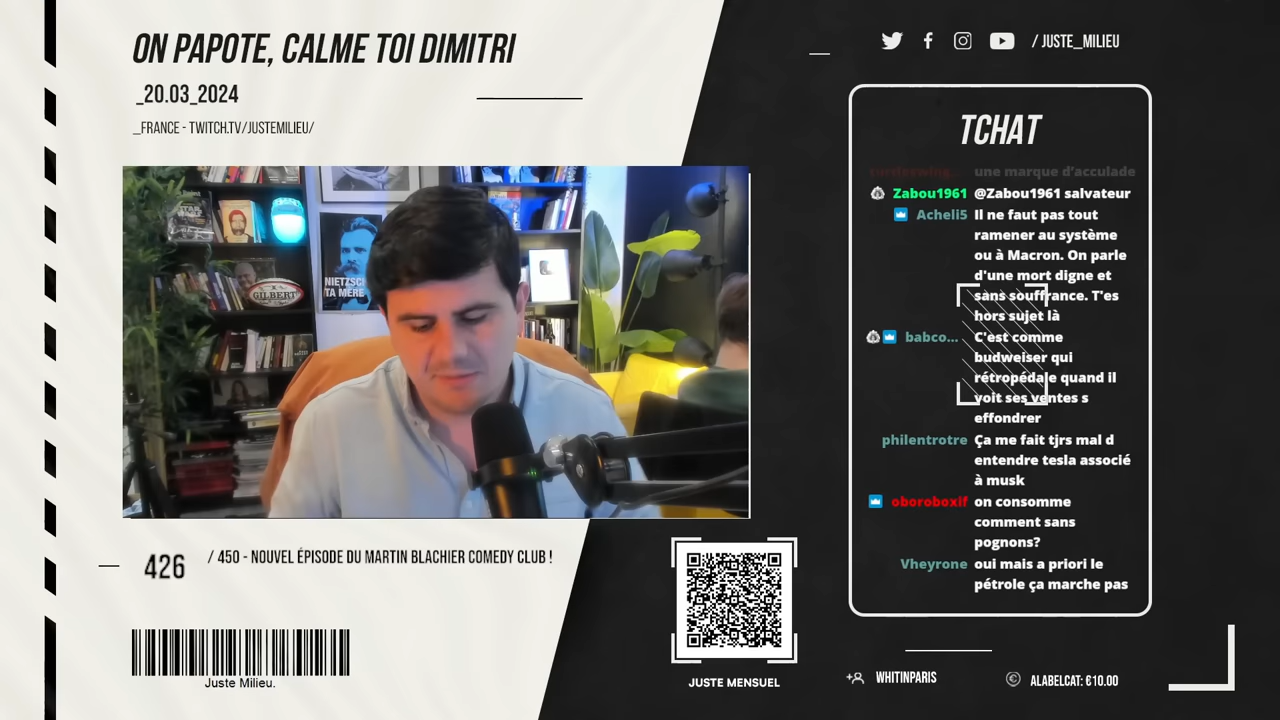 ON PAPOTE, CALME TOI DIMITRI
_20.03_2024
_FRANCE - TWITCH.TV/JUSTEMILIEU/
/ JUSTE_MILIEU
TCHAT
une marque d'acculade
Zabou1961 @Zabou1961 salvateur
Acheli5 Il ne faut pas tout
ramener au système
ou à Macron. On parle
d'une mort digne et
sans souffrance. T'es
hors sujet là
babco... C'est comme
budweiser qui
rétropédale quand il
voit ses ventes s
effondrer
philentrotre Ça me fait tjrs mal d
entendre tesla associé
à musk
oboroboxif on consomme
comment sans
pognons?
Vheyrone oui mais a priori le
pétrole ça marche pas
STAR
WARS
GILBERT
NIETZSCHE
TA MÈRE
426 / 450 - NOUVEL ÉPISODE DU MARTIN BLACHIER COMEDY CLUB !
Juste Milieu.
JUSTE MENSUEL
WHITINPARIS
ALABELCAT: €10.00